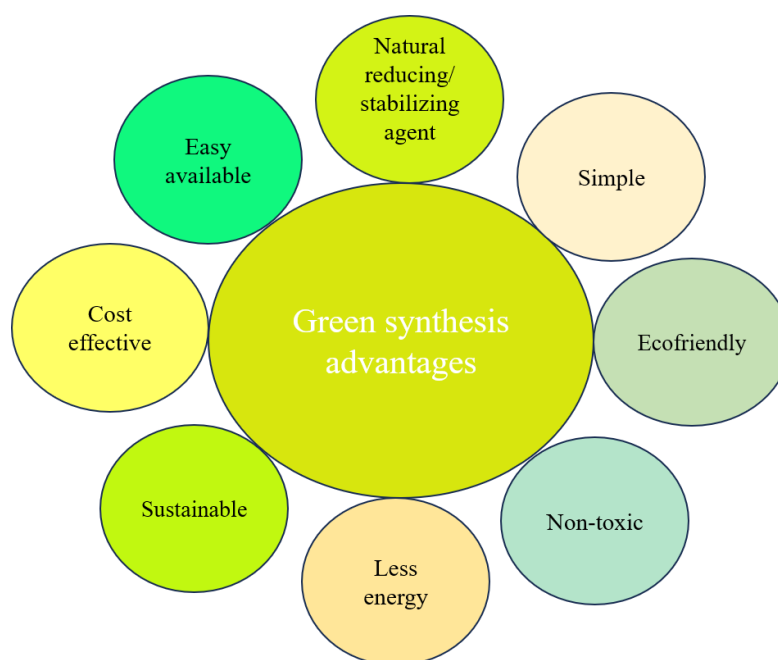 Natural
reducing/
stabilizing
agent
Easy
available
Simple
Cost
effective
Green synthesis
advantages
Ecofriendly
Sustainable
Non-toxic
Less
energy